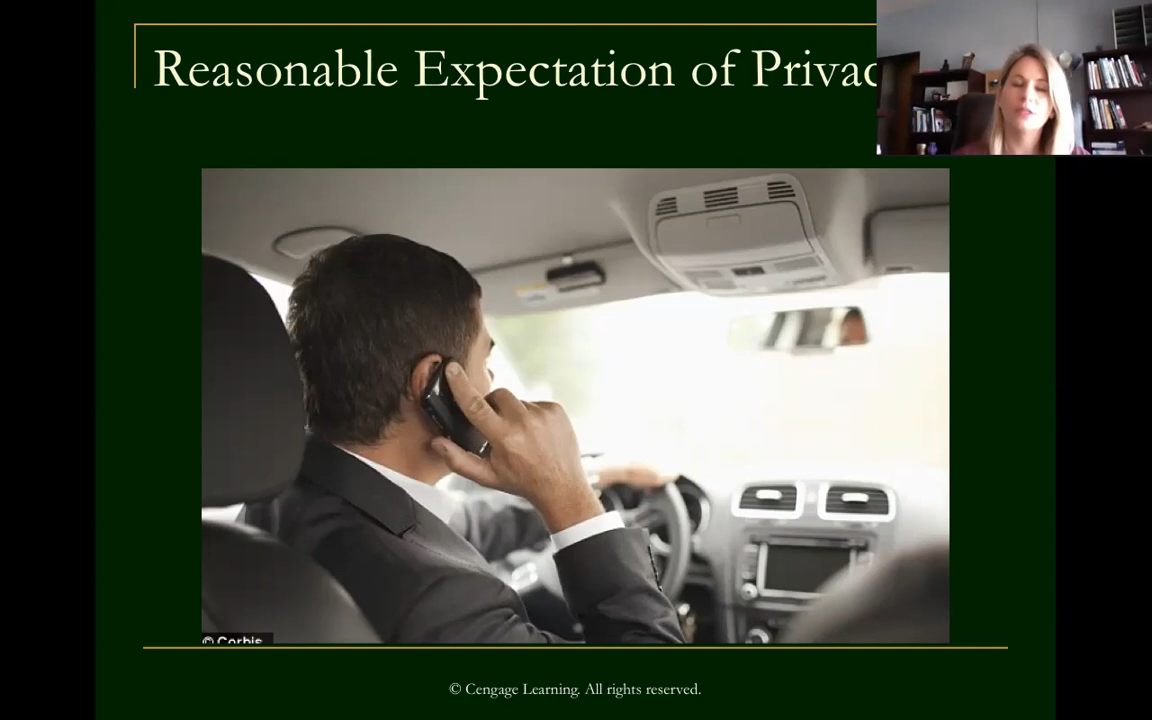 Reasonable Expectation of Privac
© Corbis
© Cengage Learning. All rights reserved.